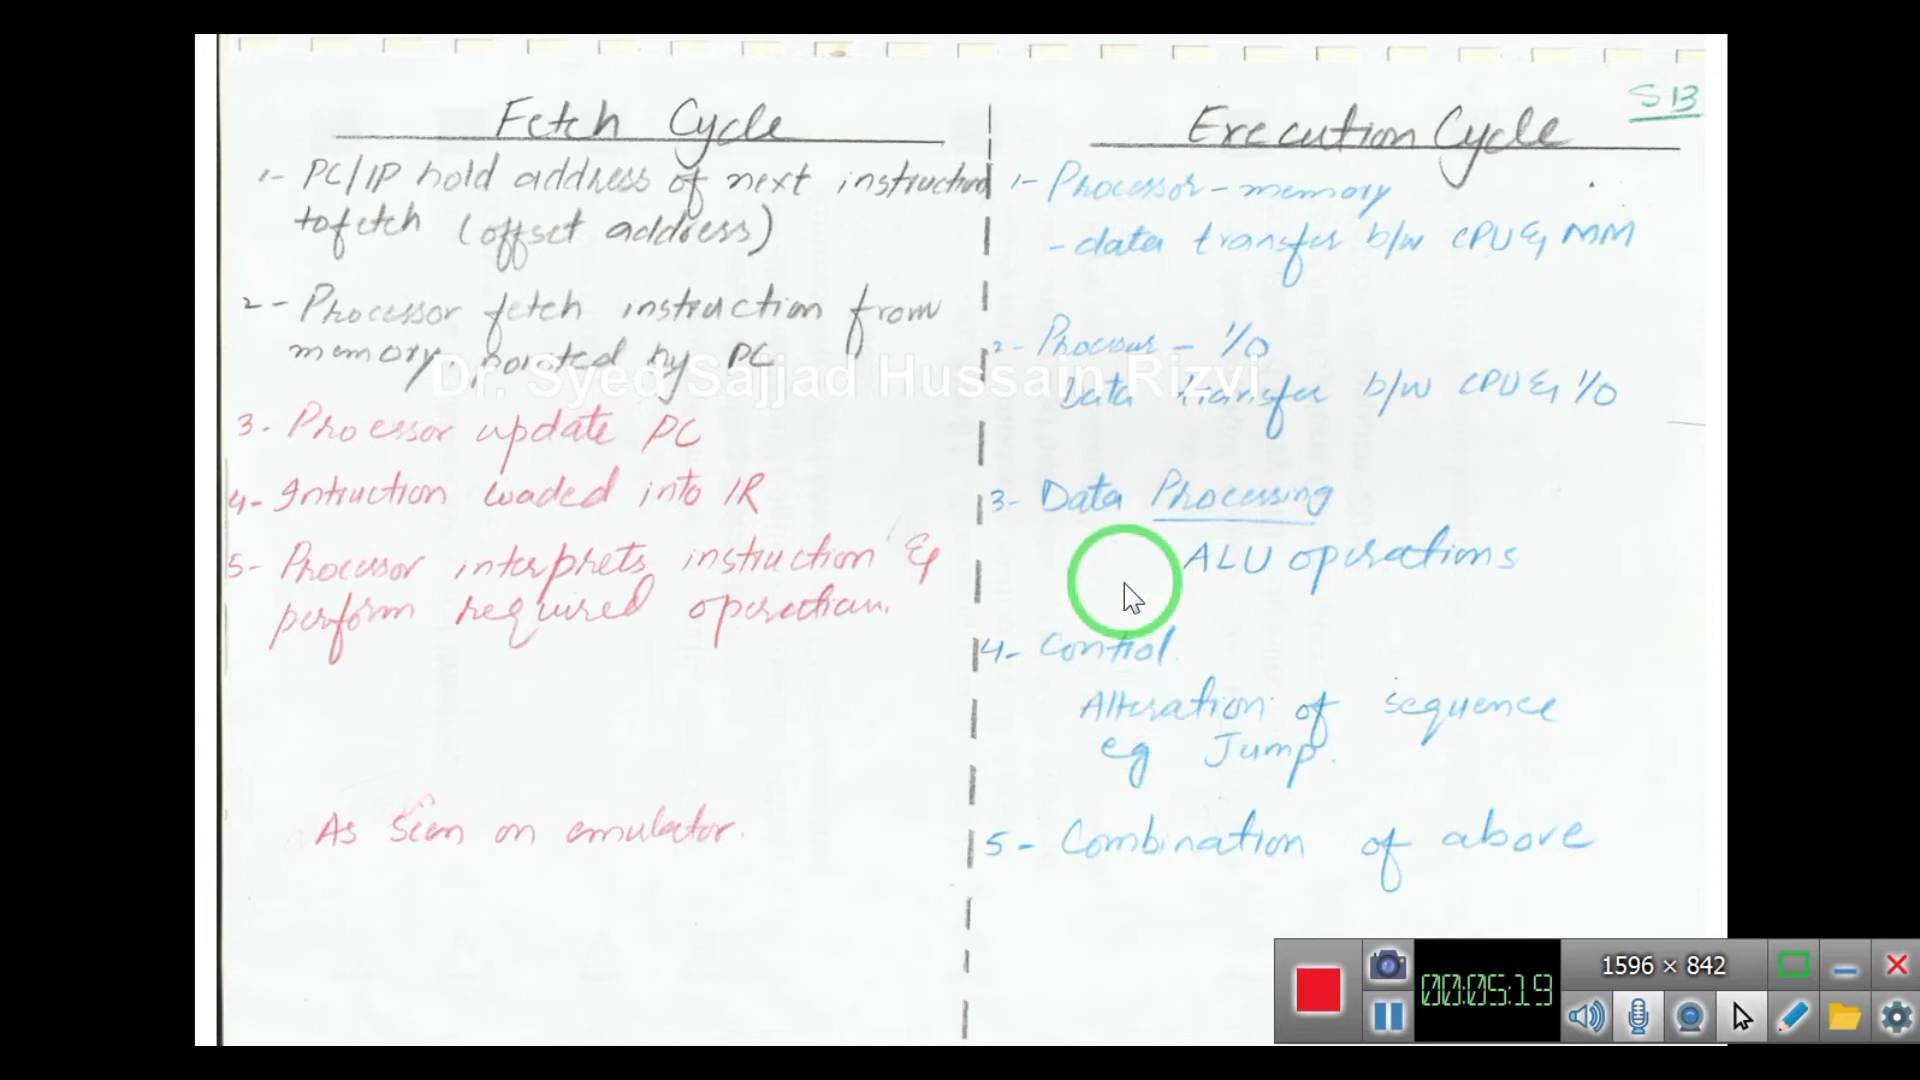 S13
Fetch Cycle
1- PC/IP hold address of next instruction
to fetch (offset address)
2- Processor fetch instruction from
memory. pointed by PC
3. Processor update PC
4- Intruction loaded into IR
5- Processor interprets instruction &
perform required operation.
As seen on emulator.
Execution Cycle
1- Processor - memory
- data transfer b/w CPU & MM
2- Processor - I/O
Data transfer b/w CPU & I/O
3- Data Processing
ALU operations
4- Control
Alteration of sequence
eg Jump.
5- Combination of above
Dr. Syed Sajjad Hussain Rizvi
00:05:19
1596 × 842